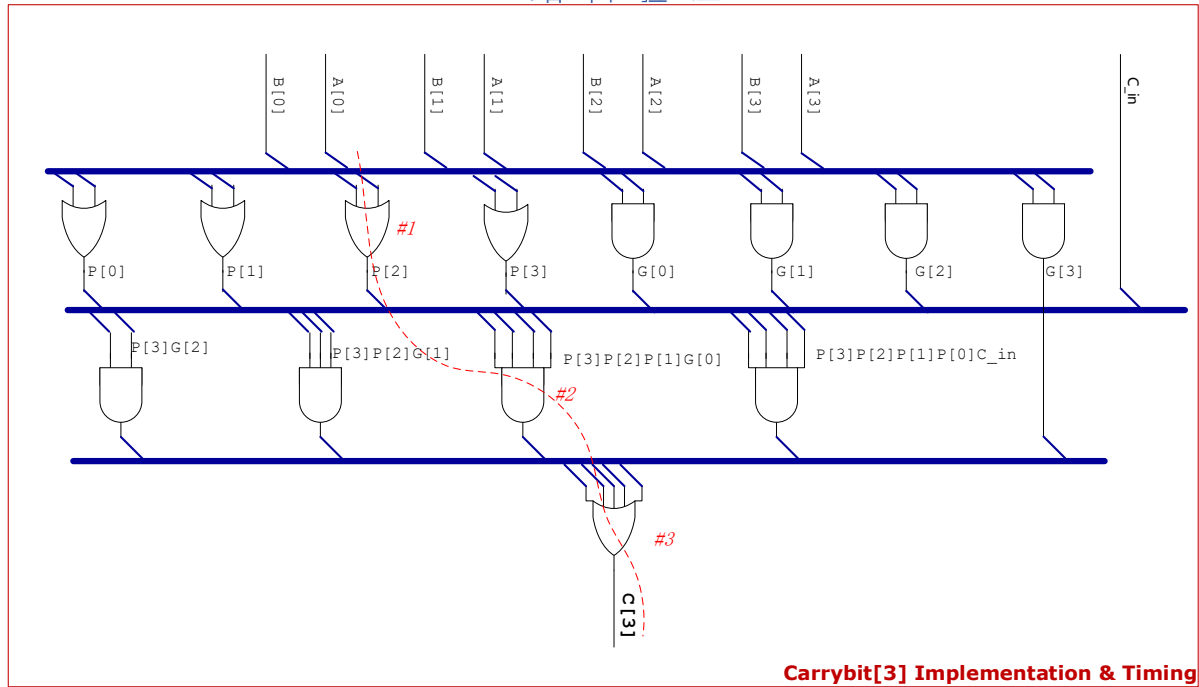 B[0]
A[0]
B[1]
A[1]
B[2]
A[2]
B[3]
A[3]
C_in
#1
P[0]
P[1]
P[2]
P[3]
G[0]
G[1]
G[2]
G[3]
P[3]G[2]
P[3]P[2]G[1]
P[3]P[2]P[1]G[0]
P[3]P[2]P[1]P[0]C_in
#2
#3
C[3]
Carrybit[3] Implementation & Timing